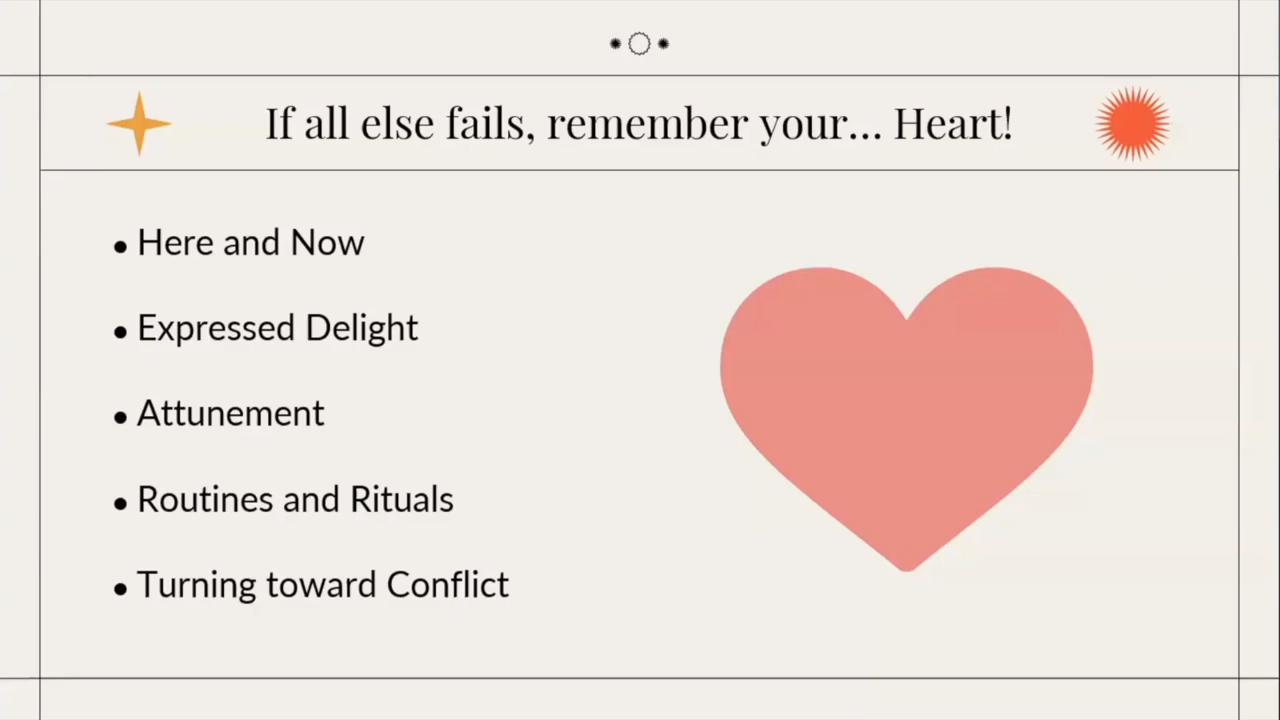 If all else fails, remember your... Heart!
• Here and Now
• Expressed Delight
• Attunement
• Routines and Rituals
• Turning toward Conflict